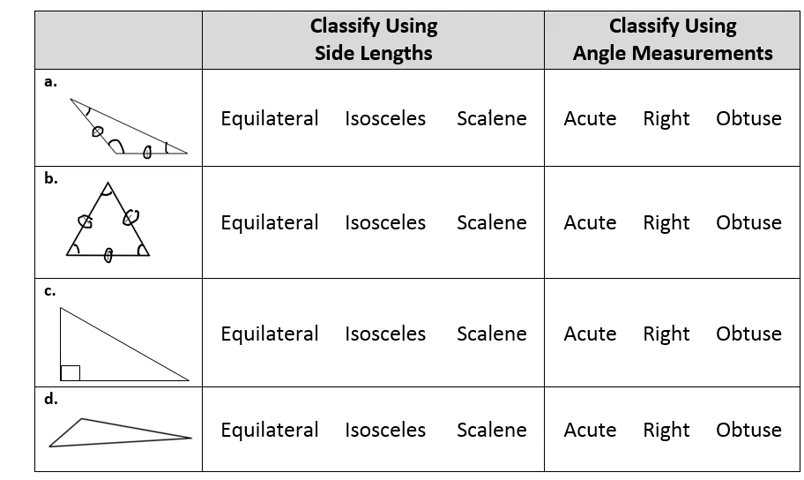 Classify Using
Side Lengths
Classify Using
Angle Measurements
a.
Equilateral Isosceles Scalene Acute Right Obtuse
b.
Equilateral Isosceles Scalene Acute Right Obtuse
c.
Equilateral Isosceles Scalene Acute Right Obtuse
d.
Equilateral Isosceles Scalene Acute Right Obtuse